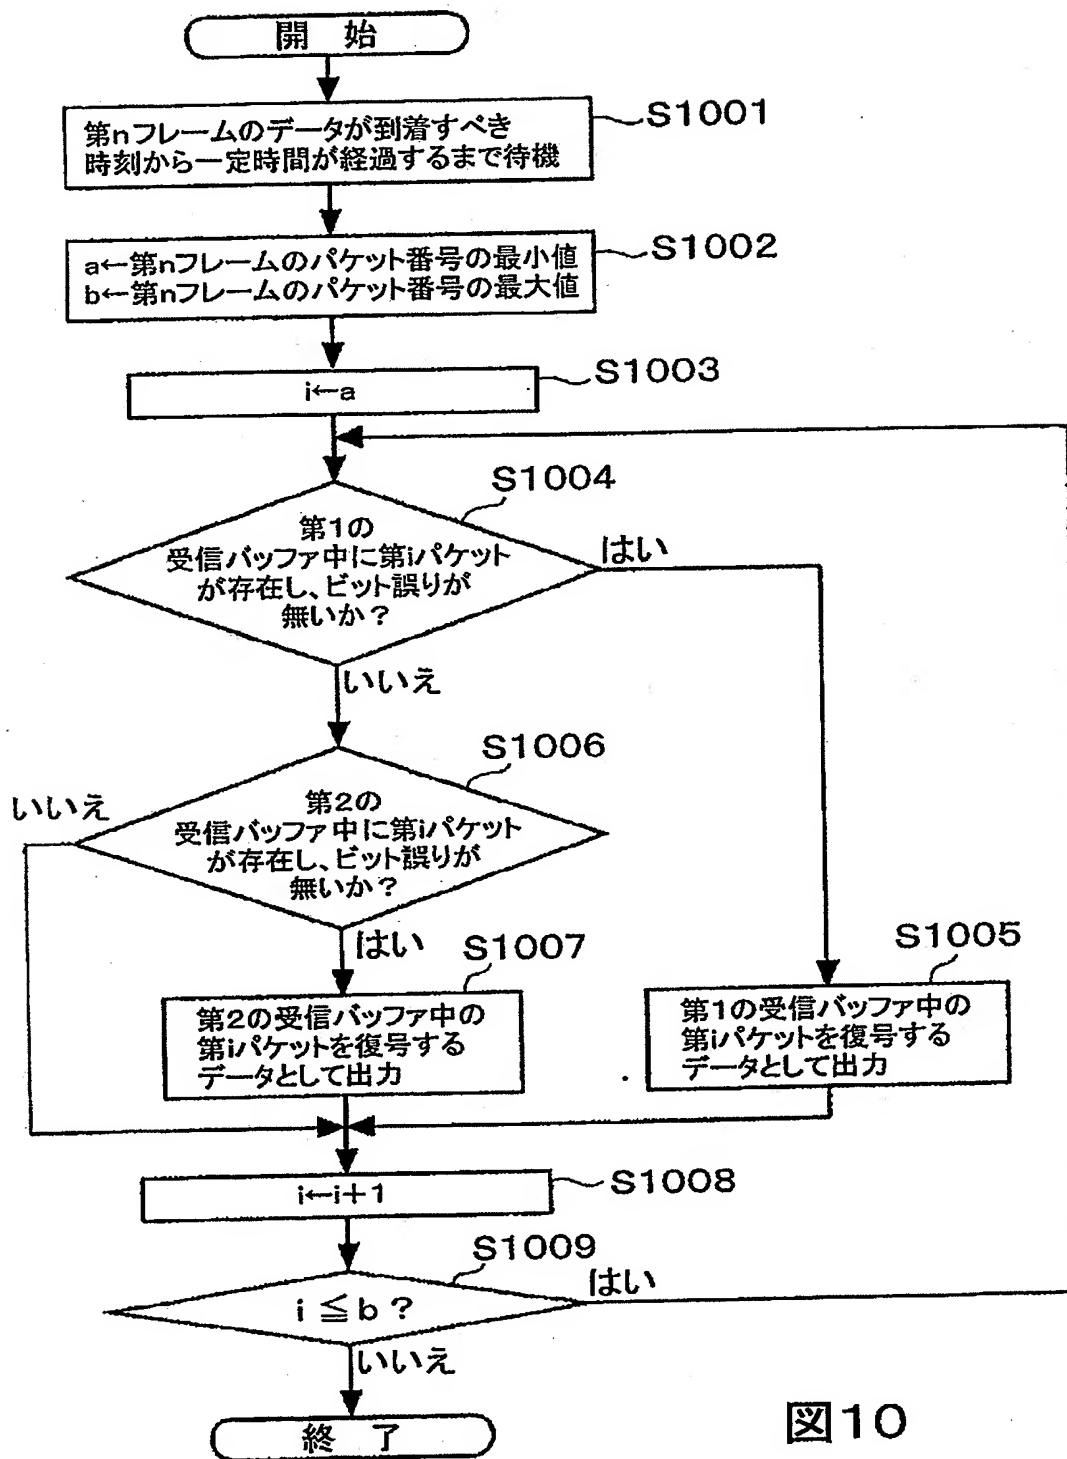 開 始
第nフレームのデータが到着すべき
時刻から一定時間が経過するまで待機
S1001
a←第nフレームのパケット番号の最小値
b←第nフレームのパケット番号の最大値
S1002
i←a
S1003
S1004
第1の
受信バッファ中に第iパケット
が存在し、ビット誤りが
無いか?
はい
いいえ
S1006
いいえ
第2の
受信バッファ中に第iパケット
が存在し、ビット誤りが
無いか?
はい
S1007
第2の受信バッファ中の
第iパケットを復号する
データとして出力
S1005
第1の受信バッファ中の
第iパケットを復号する
データとして出力
i←i+1
S1008
S1009
i ≦ b ?
はい
いいえ
終 了
図10